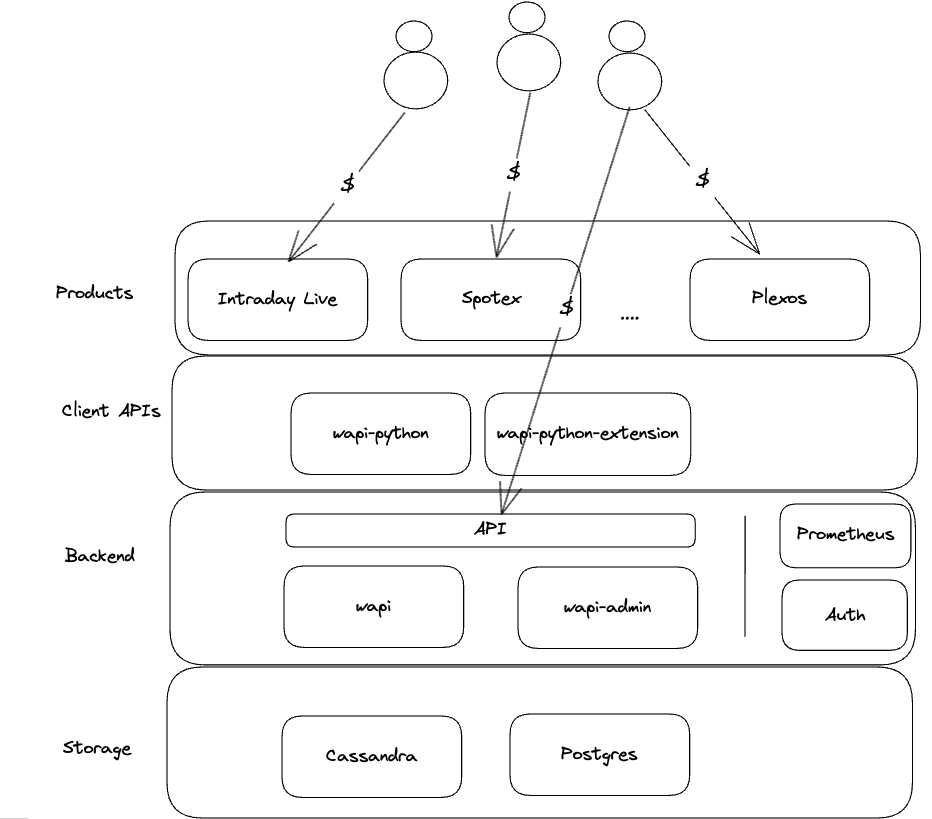 $
$
$
Products
Intraday Live
Spotex
$
....
Plexos
Client APIs
wapi-python
wapi-python-extension
Backend
API
Prometheus
wapi
wapi-admin
Auth
Storage
Cassandra
Postgres